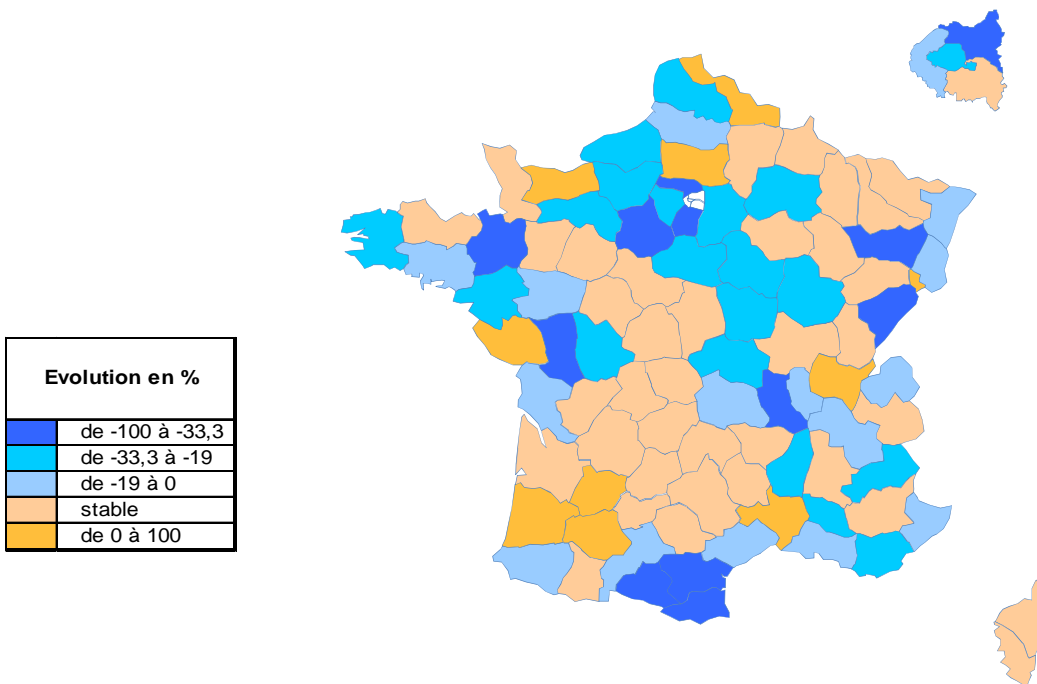 Evolution en %
de -100 à -33,3
de -33,3 à -19
de -19 à 0
stable
de 0 à 100